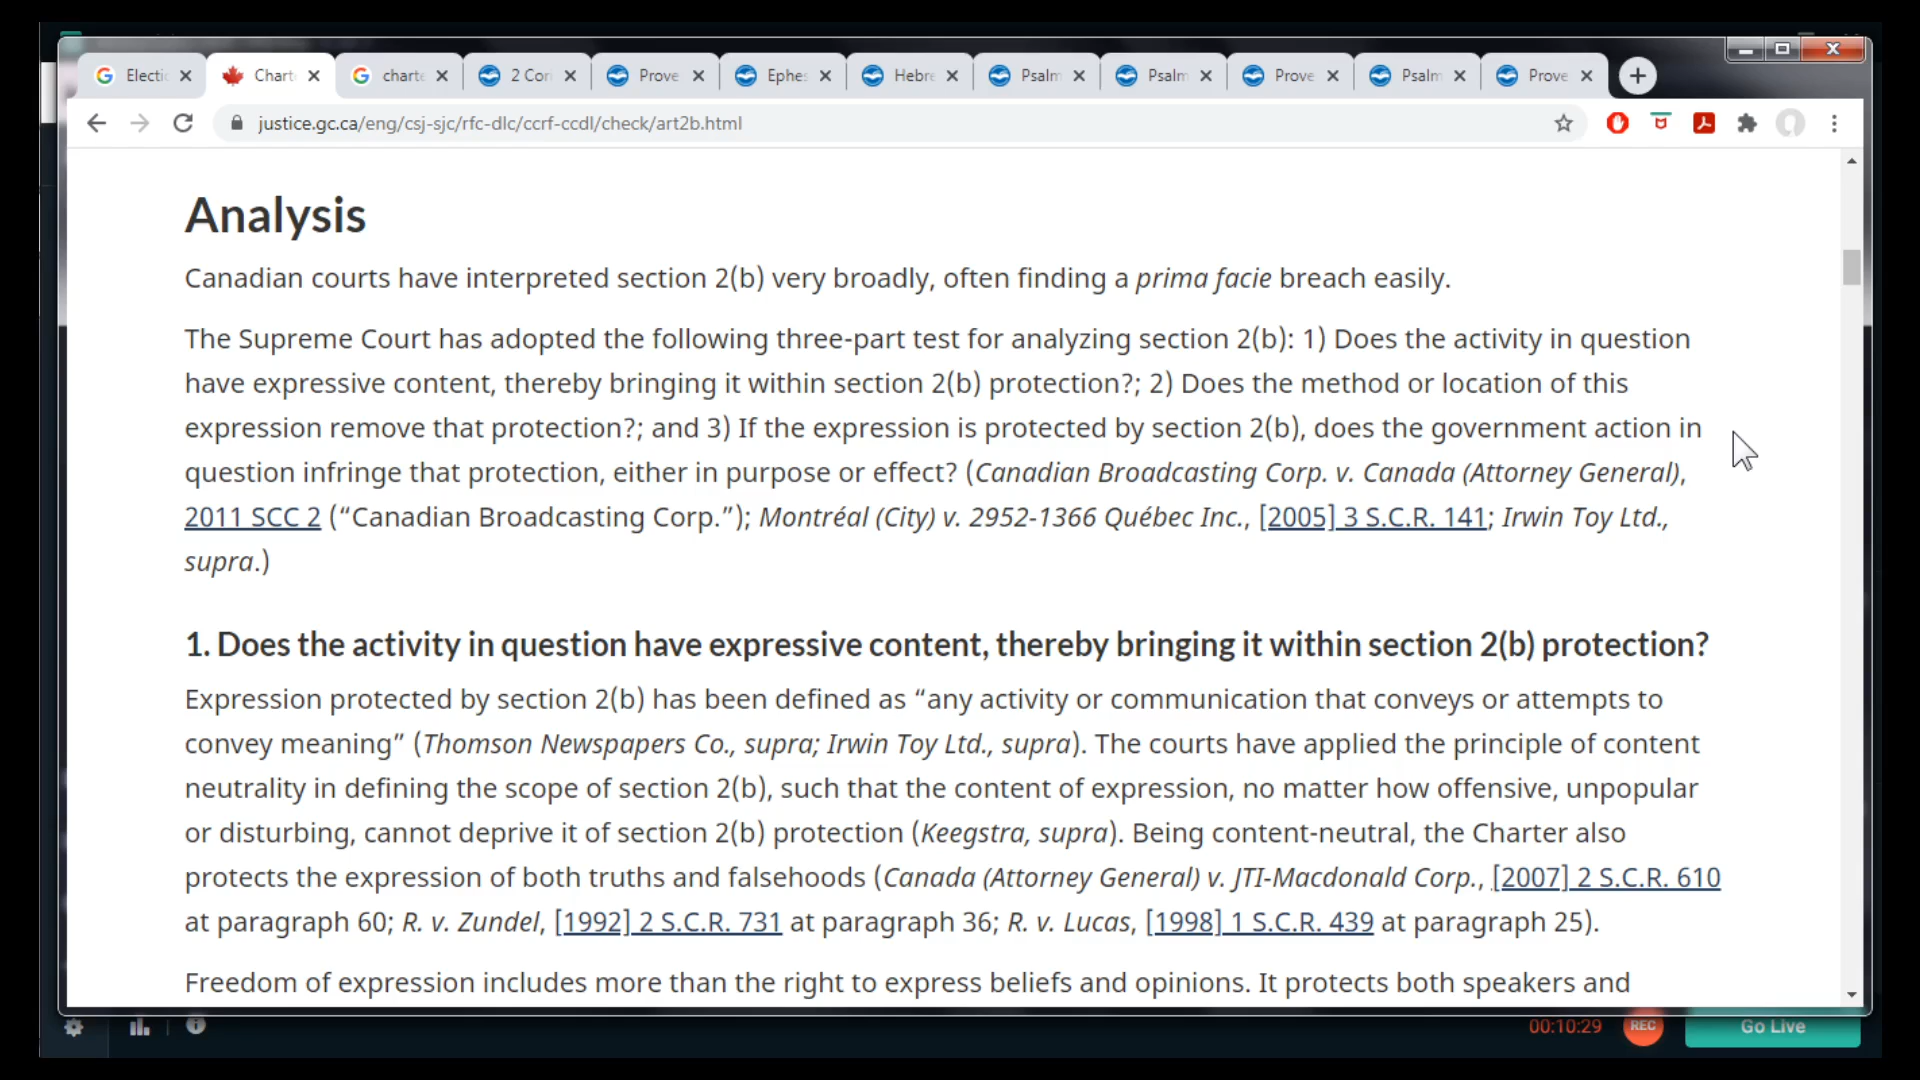 Electic
Chart
charte
2 Cor
Prove
Ephes
Hebre
Psalm
Psalm
Prove
Psalm
Prove
justice.gc.ca/eng/csj-sjc/rfc-dlc/ccrf-ccdl/check/art2b.html
Analysis
Canadian courts have interpreted section 2(b) very broadly, often finding a prima facie breach easily.
The Supreme Court has adopted the following three-part test for analyzing section 2(b): 1) Does the activity in question
have expressive content, thereby bringing it within section 2(b) protection?; 2) Does the method or location of this
expression remove that protection?; and 3) If the expression is protected by section 2(b), does the government action in
question infringe that protection, either in purpose or effect? (Canadian Broadcasting Corp. v. Canada (Attorney General),
2011 SCC 2 (“Canadian Broadcasting Corp.”); Montréal (City) v. 2952-1366 Québec Inc., [2005] 3 S.C.R. 141; Irwin Toy Ltd.,
supra.)
1. Does the activity in question have expressive content, thereby bringing it within section 2(b) protection?
Expression protected by section 2(b) has been defined as “any activity or communication that conveys or attempts to
convey meaning” (Thomson Newspapers Co., supra; Irwin Toy Ltd., supra). The courts have applied the principle of content
neutrality in defining the scope of section 2(b), such that the content of expression, no matter how offensive, unpopular
or disturbing, cannot deprive it of section 2(b) protection (Keegstra, supra). Being content-neutral, the Charter also
protects the expression of both truths and falsehoods (Canada (Attorney General) v. JTI-Macdonald Corp., [2007] 2 S.C.R. 610
at paragraph 60; R. v. Zundel, [1992] 2 S.C.R. 731 at paragraph 36; R. v. Lucas, [1998] 1 S.C.R. 439 at paragraph 25).
Freedom of expression includes more than the right to express beliefs and opinions. It protects both speakers and
00:10:29
REC
Go Live